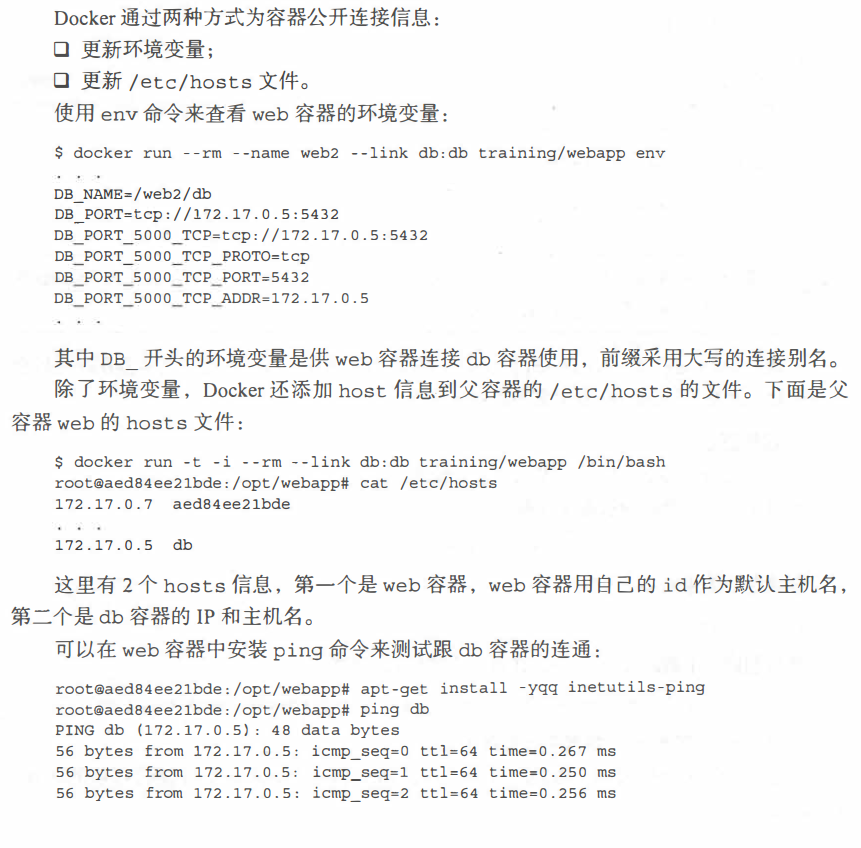 Docker 通过两种方式为容器公开连接信息：
❑ 更新环境变量；
❑ 更新 /etc/hosts 文件。
使用 env 命令来查看 web 容器的环境变量：
$ docker run --rm --name web2 --link db:db training/webapp env
. . .
DB_NAME=/web2/db
DB_PORT=tcp://172.17.0.5:5432
DB_PORT_5000_TCP=tcp://172.17.0.5:5432
DB_PORT_5000_TCP_PROTO=tcp
DB_PORT_5000_TCP_PORT=5432
DB_PORT_5000_TCP_ADDR=172.17.0.5
. . .
其中 DB_ 开头的环境变量是供 web 容器连接 db 容器使用，前缀采用大写的连接别名。
除了环境变量，Docker 还添加 host 信息到父容器的 /etc/hosts 的文件。下面是父
容器 web 的 hosts 文件：
$ docker run -t -i --rm --link db:db training/webapp /bin/bash
root@aed84ee21bde:/opt/webapp# cat /etc/hosts
172.17.0.7  aed84ee21bde
. . .
172.17.0.5  db
这里有 2 个 hosts 信息，第一个是 web 容器，web 容器用自己的 id 作为默认主机名，
第二个是 db 容器的 IP 和主机名。
可以在 web 容器中安装 ping 命令来测试跟 db 容器的连通：
root@aed84ee21bde:/opt/webapp# apt-get install -yqq inetutils-ping
root@aed84ee21bde:/opt/webapp# ping db
PING db (172.17.0.5): 48 data bytes
56 bytes from 172.17.0.5: icmp_seq=0 ttl=64 time=0.267 ms
56 bytes from 172.17.0.5: icmp_seq=1 ttl=64 time=0.250 ms
56 bytes from 172.17.0.5: icmp_seq=2 ttl=64 time=0.256 ms